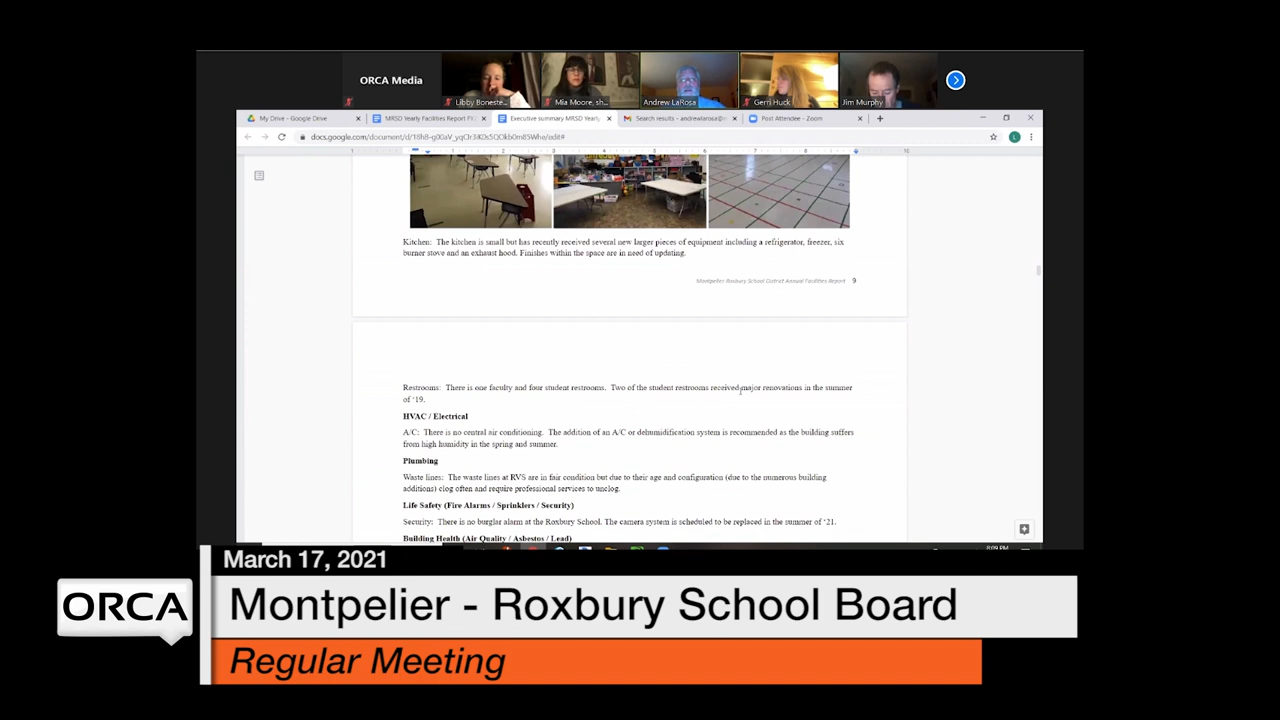 ORCA Media
Libby Boneste...
Mia Moore, sh...
Andrew LaRosa
Gerri Huck
Jim Murphy
My Drive - Google Drive
MRSD Yearly Facilities Report Fl
Executive summary MRSD Yearly
Search results - andrewlarosa@m
Post Attendee - Zoom
Kitchen: The kitchen is small but has recently received several new larger pieces of equipment including a refrigerator, freezer, six
burner stove and an exhaust hood. Finishes within the space are in need of updating.
Montpelier Roxbury School District Annual Facilities Report 9
Restrooms: There is one faculty and four student restrooms. Two of the student restrooms received major renovations in the summer
of '19.
HVAC / Electrical
A/C: There is no central air conditioning. The addition of an A/C or dehumidification system is recommended as the building suffers
from high humidity in the spring and summer.
Plumbing
Waste lines: The waste lines at RVS are in fair condition but due to their age and configuration (due to the numerous building
additions) clog often and require professional services to unclog.
Life Safety (Fire Alarms / Sprinklers / Security)
Security: There is no burglar alarm at the Roxbury School. The camera system is scheduled to be replaced in the summer of '21.
Building Health (Air Quality / Asbestos / Lead)
March 17, 2021
ORCA
Montpelier - Roxbury School Board
Regular Meeting